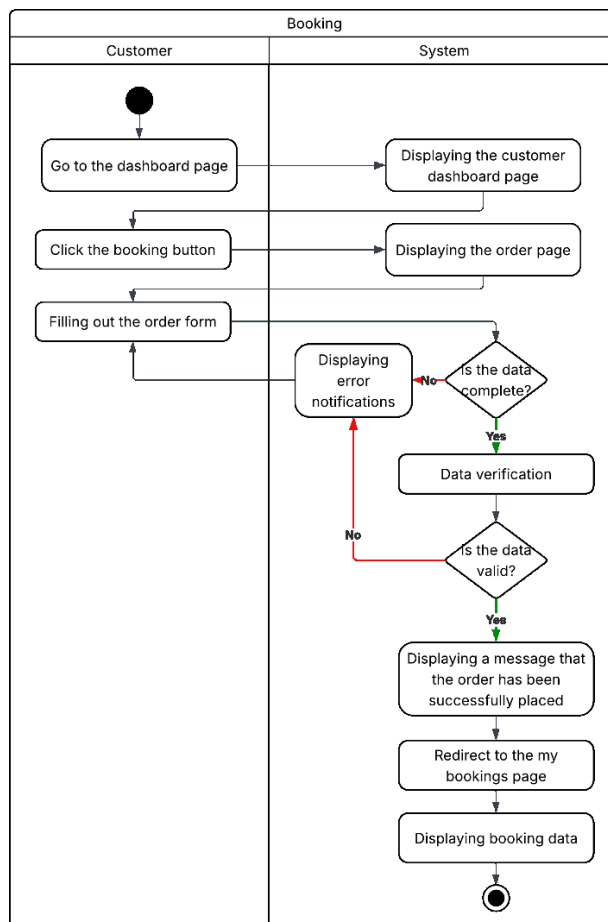 Booking
Customer
System
Go to the dashboard page
Displaying the customer
dashboard page
Click the booking button
Displaying the order page
Filling out the order form
Displaying
error
notifications
No
Is the data
complete?
Yes
Data verification
No
Is the data
valid?
Yes
Displaying a message that
the order has been
successfully placed
Redirect to the my
bookings page
Displaying booking data